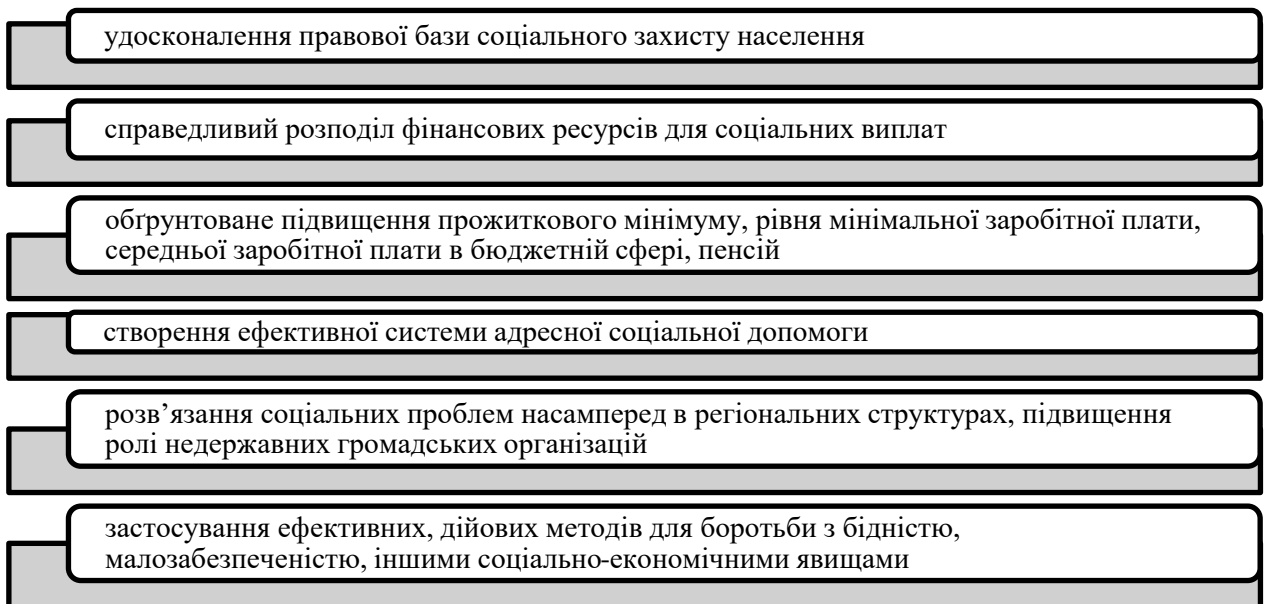 удосконалення правової бази соціального захисту населення
справедливий розподіл фінансових ресурсів для соціальних виплат
обґрунтоване підвищення прожиткового мінімуму, рівня мінімальної заробітної плати,
середньої заробітної плати в бюджетній сфері, пенсій
створення ефективної системи адресної соціальної допомоги
розв’язання соціальних проблем насамперед в регіональних структурах, підвищення
ролі недержавних громадських організацій
застосування ефективних, дійових методів для боротьби з бідністю,
малозабезпеченістю, іншими соціально-економічними явищами